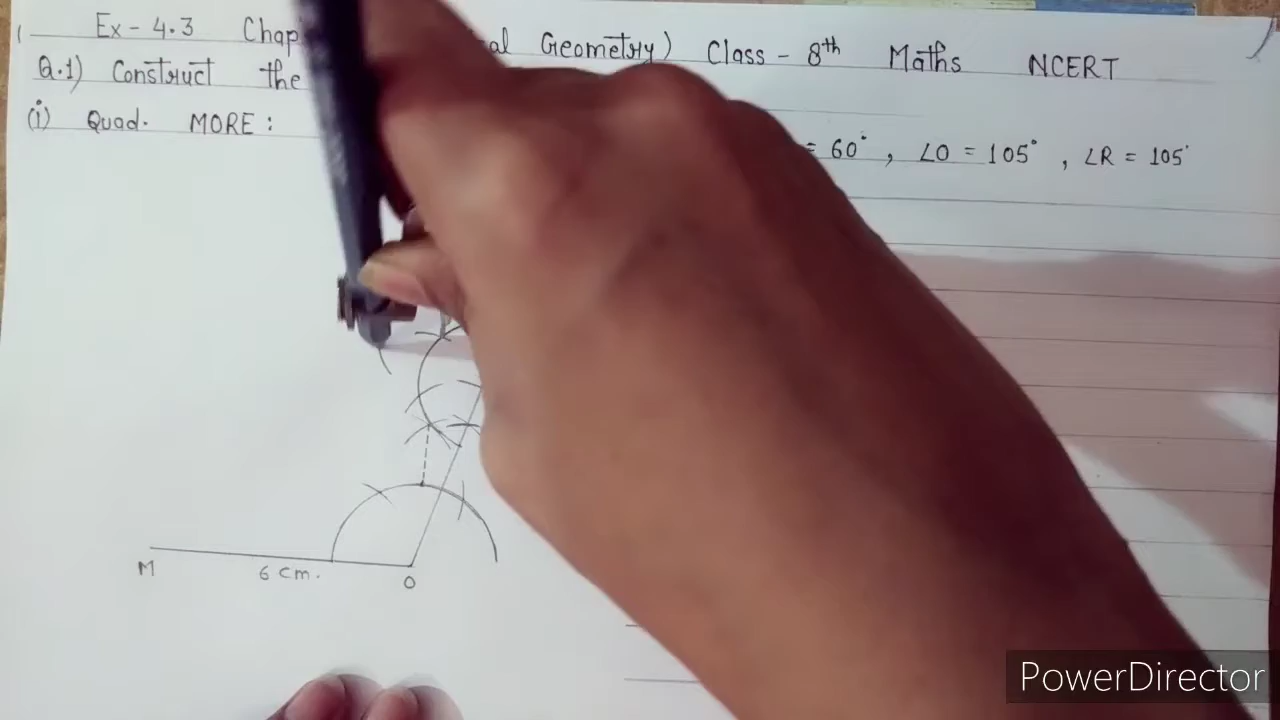 Ex - 4.3 al Geometry) Class - 8th Maths NCERT
Q.1) Construct the
(i) Quad. MORE :
= 60° , ∠O = 105° , ∠R = 105°
M 6 cm. O
PowerDirector